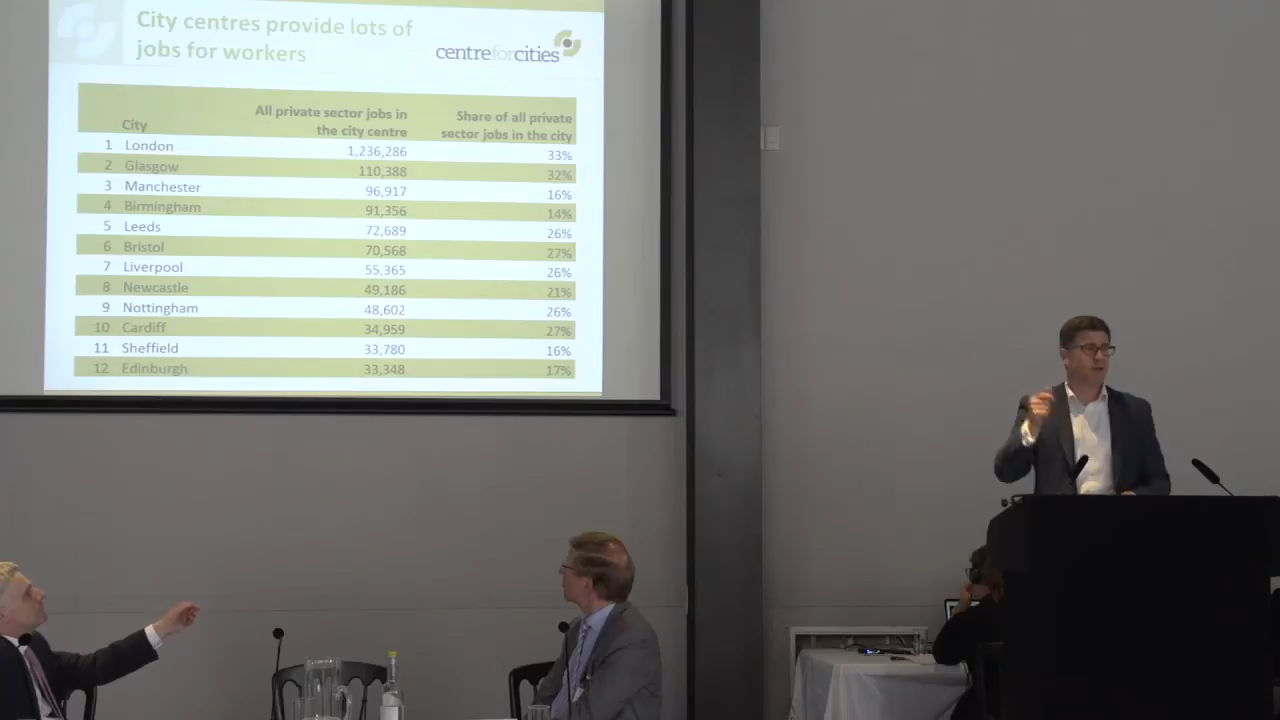 City centres provide lots of
jobs for workers
centreforcities
City All private sector jobs in the city centre Share of all private sector jobs in the city
1 London 1,236,286 33%
2 Glasgow 110,388 32%
3 Manchester 96,917 16%
4 Birmingham 91,356 14%
5 Leeds 72,689 26%
6 Bristol 70,568 27%
7 Liverpool 55,365 26%
8 Newcastle 49,186 21%
9 Nottingham 48,602 26%
10 Cardiff 34,959 27%
11 Sheffield 33,780 16%
12 Edinburgh 33,348 17%